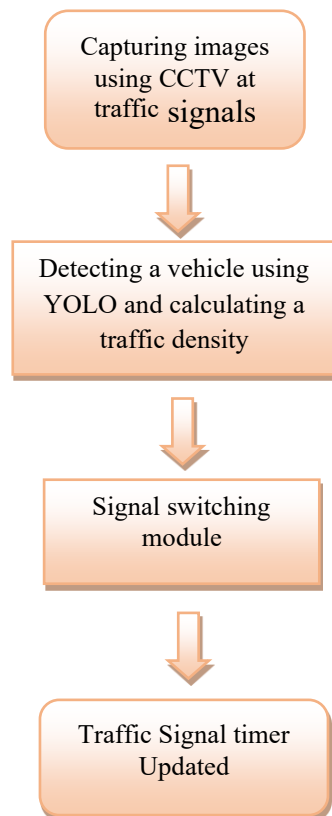 Capturing images
using CCTV at
traffic signals
Detecting a vehicle using
YOLO and calculating a
traffic density
Signal switching
module
Traffic Signal timer
Updated